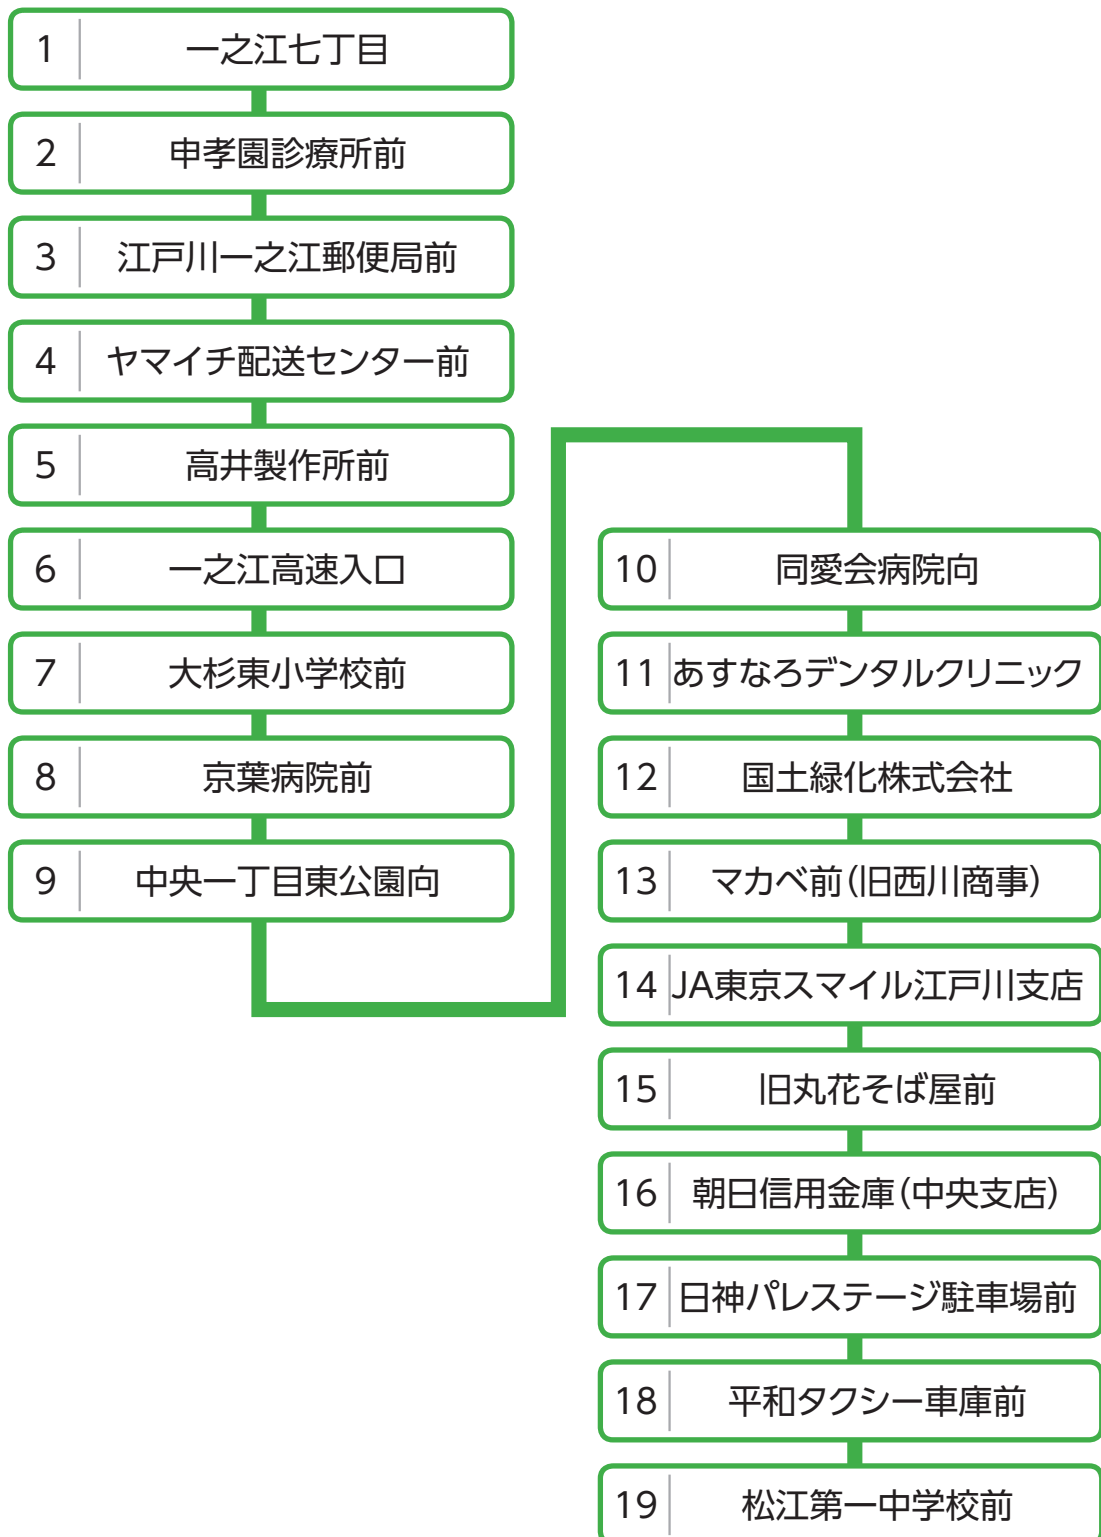 1 一之江七丁目
2 申孝園診療所前
3 江戸川一之江郵便局前
4 ヤマイチ配送センター前
5 高井製作所前
6 一之江高速入口
7 大杉東小学校前
8 京葉病院前
9 中央一丁目東公園向
10 同愛会病院向
11 あすなろデンタルクリニック
12 国土緑化株式会社
13 マカベ前(旧西川商事)
14 JA東京スマイル江戸川支店
15 旧丸花そば屋前
16 朝日信用金庫(中央支店)
17 日神パレステージ駐車場前
18 平和タクシー車庫前
19 松江第一中学校前